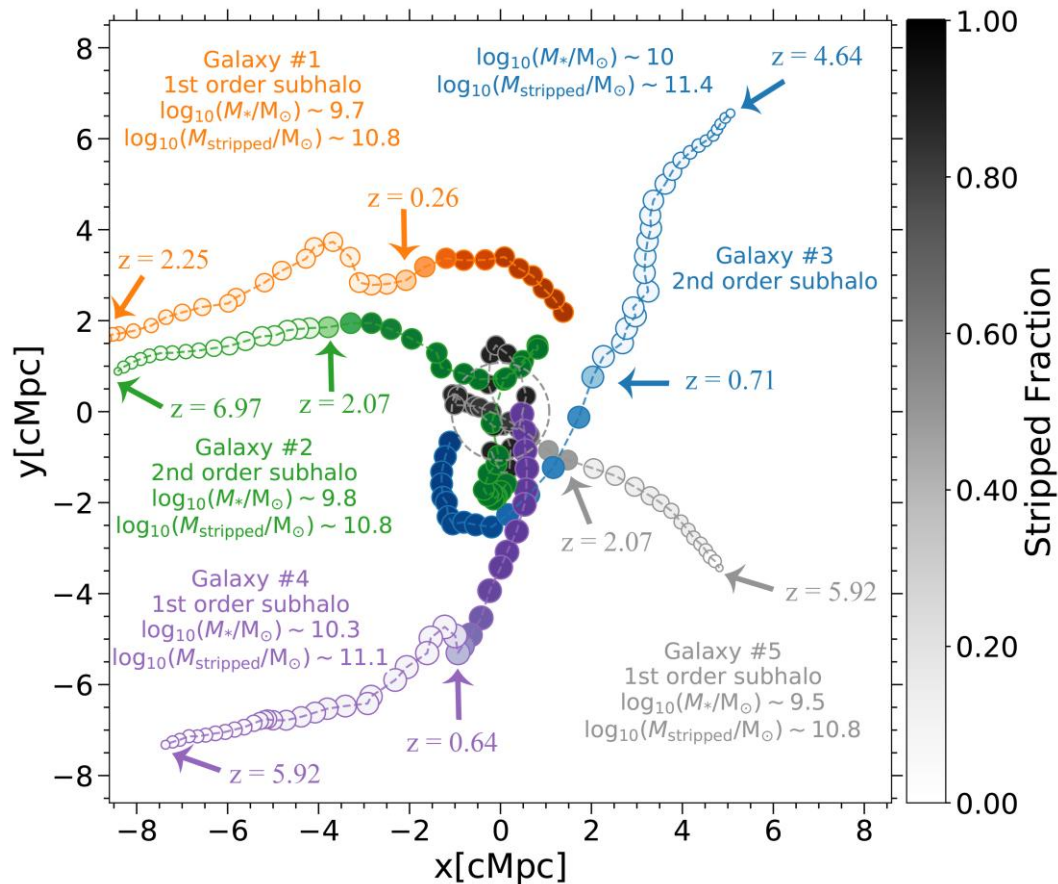 Galaxy #1
1st order subhalo
log₁₀(M*/M☉) ~ 9.7
log₁₀(Mstripped/M☉) ~ 10.8
log₁₀(M*/M☉) ~ 10
log₁₀(Mstripped/M☉) ~ 11.4
z = 4.64
z = 0.26
z = 2.25
Galaxy #3
2nd order subhalo
z = 0.71
z = 6.97
z = 2.07
Galaxy #2
2nd order subhalo
log₁₀(M*/M☉) ~ 9.8
log₁₀(Mstripped/M☉) ~ 10.8
z = 2.07
z = 5.92
Galaxy #4
1st order subhalo
log₁₀(M*/M☉) ~ 10.3
log₁₀(Mstripped/M☉) ~ 11.1
Galaxy #5
1st order subhalo
log₁₀(M*/M☉) ~ 9.5
log₁₀(Mstripped/M☉) ~ 10.8
z = 0.64
z = 5.92
y[cMpc]
8
6
4
2
0
−2
−4
−6
−8
−8
−6
−4
−2
0
2
4
6
8
x[cMpc]
1.00
0.80
0.60
0.40
0.20
0.00
Stripped Fraction